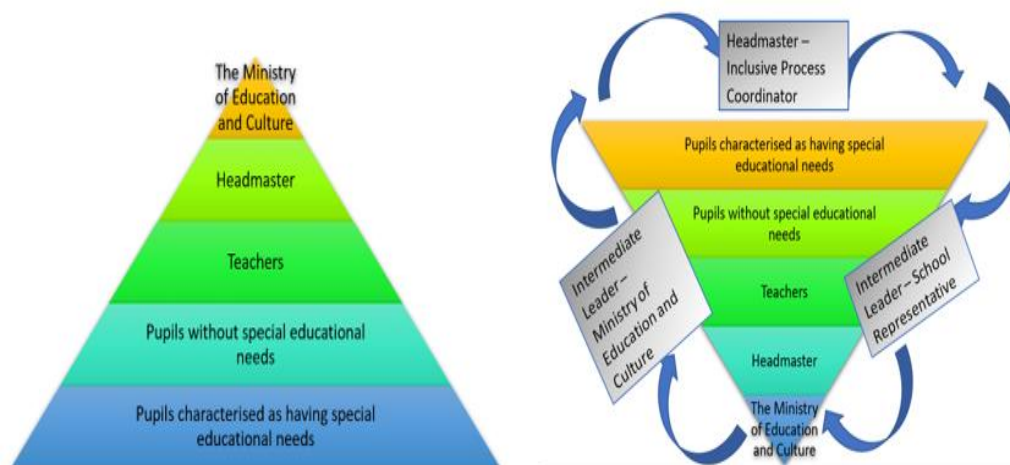 The Ministry
of Education
and Culture
Headmaster
Teachers
Pupils without special educational
needs
Pupils characterised as having special
educational needs
Headmaster –
Inclusive Process
Coordinator
Pupils characterised as having special
educational needs
Pupils without special educational
needs
Teachers
Headmaster
The Ministry
of Education
and Culture
Intermediate
Leader –
Ministry of
Education and
Culture
Intermediate
Leader – School
Representative